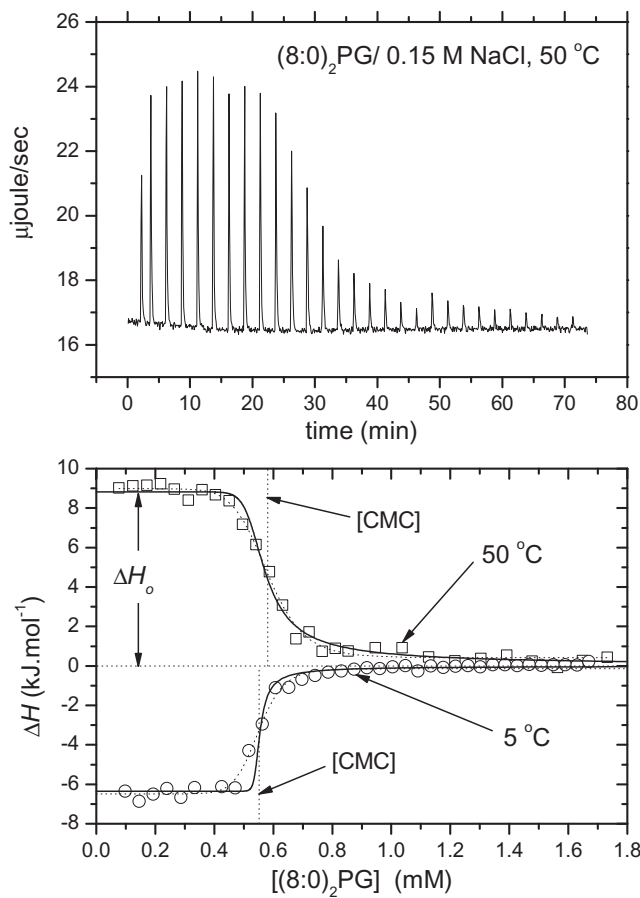 (8:0)2PG/ 0.15 M NaCl, 50 °C
μjoule/sec
26
24
22
20
18
16
0 10 20 30 40 50 60 70 80
time (min)
ΔH (kJ.mol⁻¹)
10
8
6
4
2
0
-2
-4
-6
-8
[CMC]
50 °C
ΔHo
5 °C
[CMC]
0.0 0.2 0.4 0.6 0.8 1.0 1.2 1.4 1.6 1.8
[(8:0)2PG] (mM)